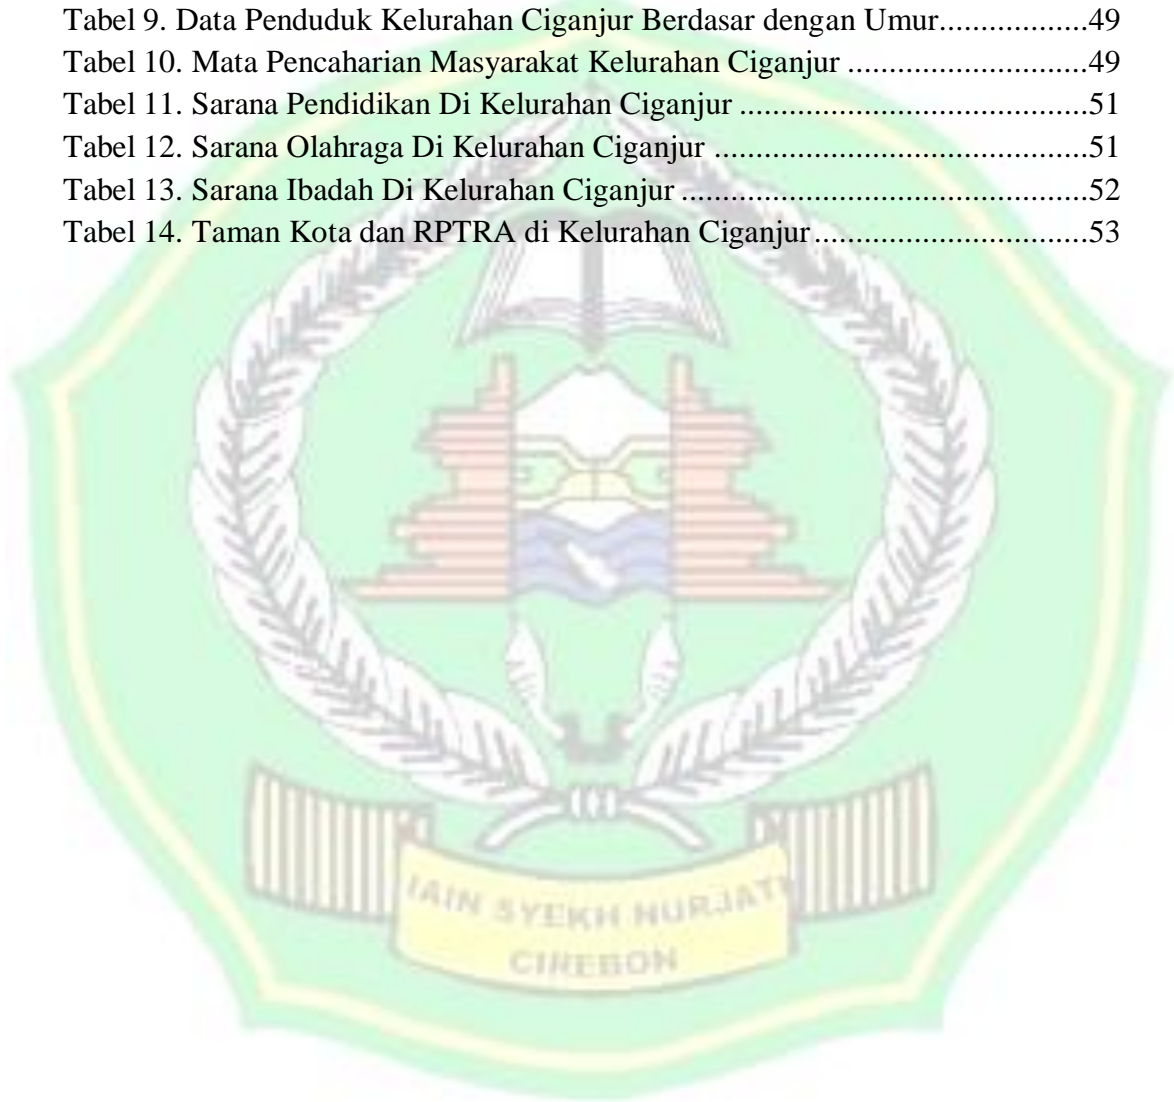 Tabel 9. Data Penduduk Kelurahan Ciganjur Berdasar dengan Umur.................49
Tabel 10. Mata Pencaharian Masyarakat Kelurahan Ciganjur ............................49
Tabel 11. Sarana Pendidikan Di Kelurahan Ciganjur .........................................51
Tabel 12. Sarana Olahraga Di Kelurahan Ciganjur ............................................51
Tabel 13. Sarana Ibadah Di Kelurahan Ciganjur ................................................52
Tabel 14. Taman Kota dan RPTRA di Kelurahan Ciganjur................................53
IAIN SYEKH NURJATI
CIREBON